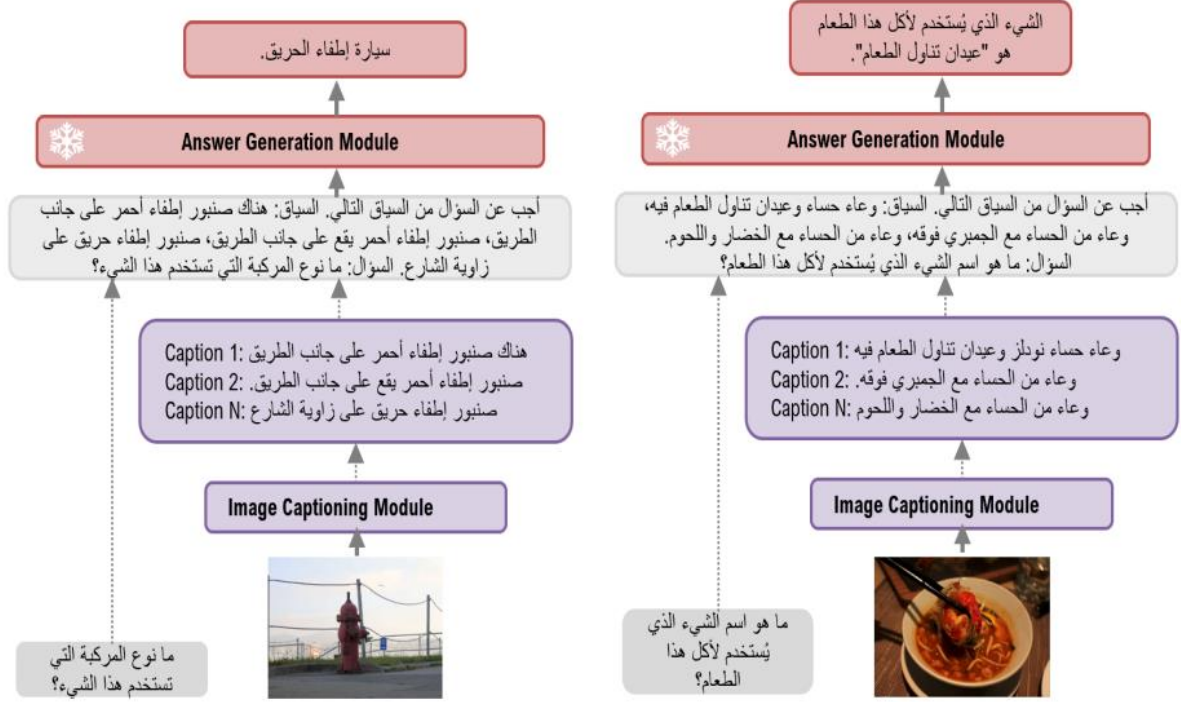 سيارة إطفاء الحريق.
Answer Generation Module
أجب عن السؤال من السياق التالي. السياق: هناك صنبور إطفاء أحمر على جانب
الطريق، صنبور إطفاء أحمر يقع على جانب الطريق، صنبور إطفاء حريق على
زاوية الشارع. السؤال: ما نوع المركبة التي تستخدم هذا الشيء؟
Caption 1: هناك صنبور إطفاء أحمر على جانب الطريق
Caption 2: صنبور إطفاء أحمر يقع على جانب الطريق.
Caption N: صنبور إطفاء حريق على زاوية الشارع
Image Captioning Module
ما نوع المركبة التي
تستخدم هذا الشيء؟
الشيء الذي يُستخدم لأكل هذا الطعام
هو "عيدان تناول الطعام".
Answer Generation Module
أجب عن السؤال من السياق التالي. السياق: وعاء حساء وعيدان تناول الطعام فيه،
وعاء من الحساء مع الجمبري فوقه، وعاء من الحساء مع الخضار واللحوم.
السؤال: ما هو اسم الشيء الذي يُستخدم لأكل هذا الطعام؟
Caption 1: وعاء حساء نودلز وعيدان تناول الطعام فيه
Caption 2: وعاء من الحساء مع الجمبري فوقه.
Caption N: وعاء من الحساء مع الخضار واللحوم
Image Captioning Module
ما هو اسم الشيء الذي
يُستخدم لأكل هذا
الطعام؟